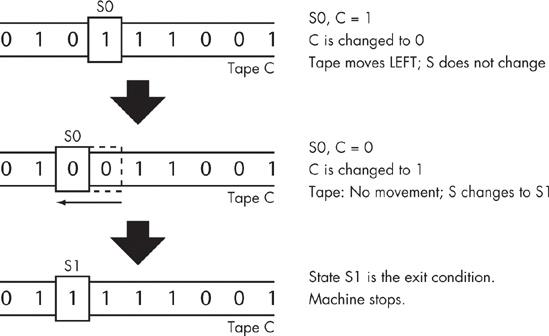 S0
0 1 0 1 1 1 0 0 1
Tape C
S0, C = 1
C is changed to 0
Tape moves LEFT; S does not change
S0
0 1 0 0 1 1 0 0 1
Tape C
S0, C = 0
C is changed to 1
Tape: No movement; S changes to S1
S1
0 1 1 1 1 1 0 0 1
Tape C
State S1 is the exit condition.
Machine stops.